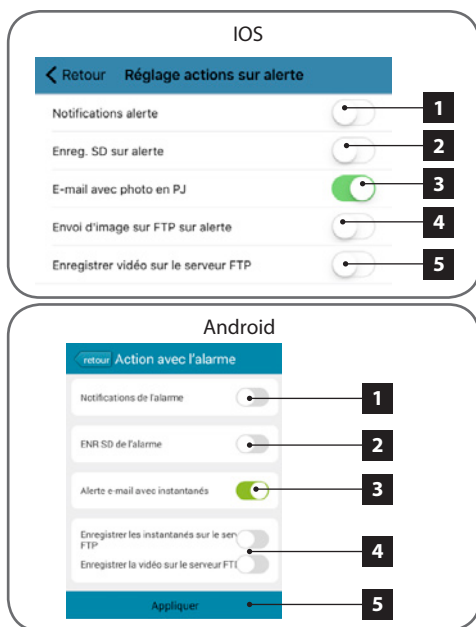 IOS
Retour Réglage actions sur alerte
Notifications alerte 1
Enreg. SD sur alerte 2
E-mail avec photo en PJ 3
Envoi d'image sur FTP sur alerte 4
Enregistrer vidéo sur le serveur FTP 5
Android
retour Action avec l'alarme
Notifications de l'alarme 1
ENR SD de l'alarme 2
Alerte e-mail avec instantanés 3
Enregistrer les instantanés sur le ser
FTP 4
Enregistrer la vidéo sur le serveur FT
Appliquer 5